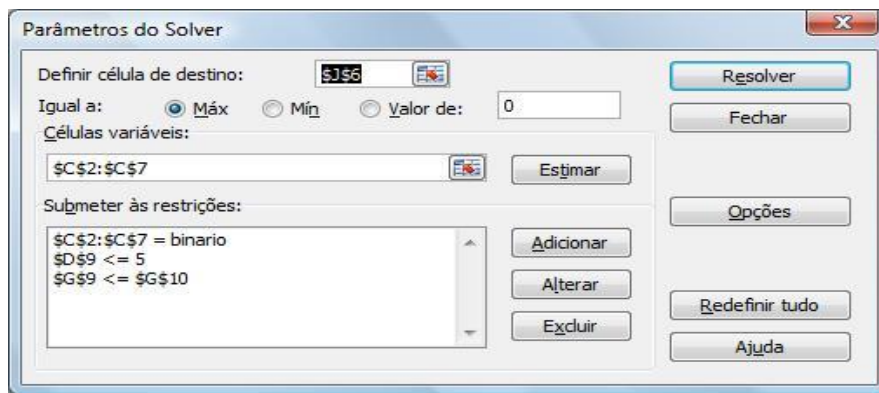 Parâmetros do Solver
Definir célula de destino: $J$6
Resolver
Igual a: Máx Mín Valor de: 0
Fechar
Células variáveis:
$C$2:$C$7
Estimar
Submeter às restrições:
Opções
$C$2:$C$7 = binario
Adicionar
$D$9 <= 5
$G$9 <= $G$10
Alterar
Redefinir tudo
Excluir
Ajuda